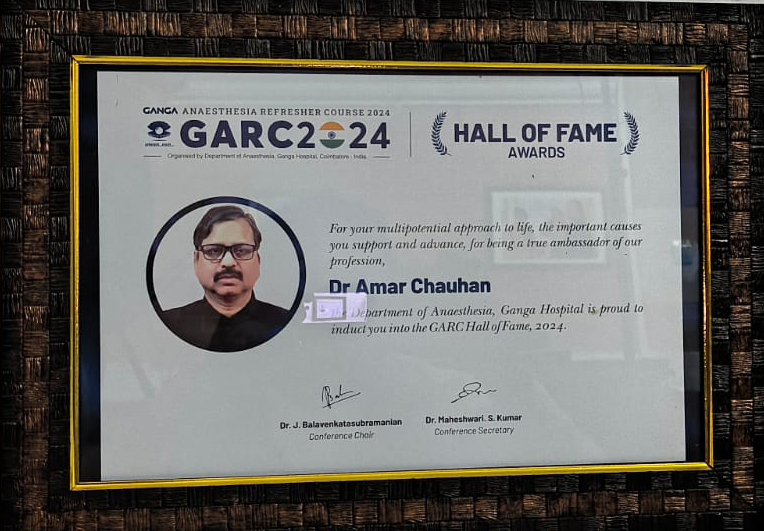 GANGA ANAESTHESIA REFRESHER COURSE 2024
GARC2024
Organised by Department of Anaesthesia, Ganga Hospital, Coimbatore - India.
HALL OF FAME
AWARDS
For your multipotential approach to life, the important causes
you support and advance, for being a true ambassador of our
profession,
Dr Amar Chauhan
The Department of Anaesthesia, Ganga Hospital is proud to
induct you into the GARC Hall of Fame, 2024.
Dr. J. Balavenkatasubramanian
Conference Chair
Dr. Maheshwari. S. Kumar
Conference Secretary